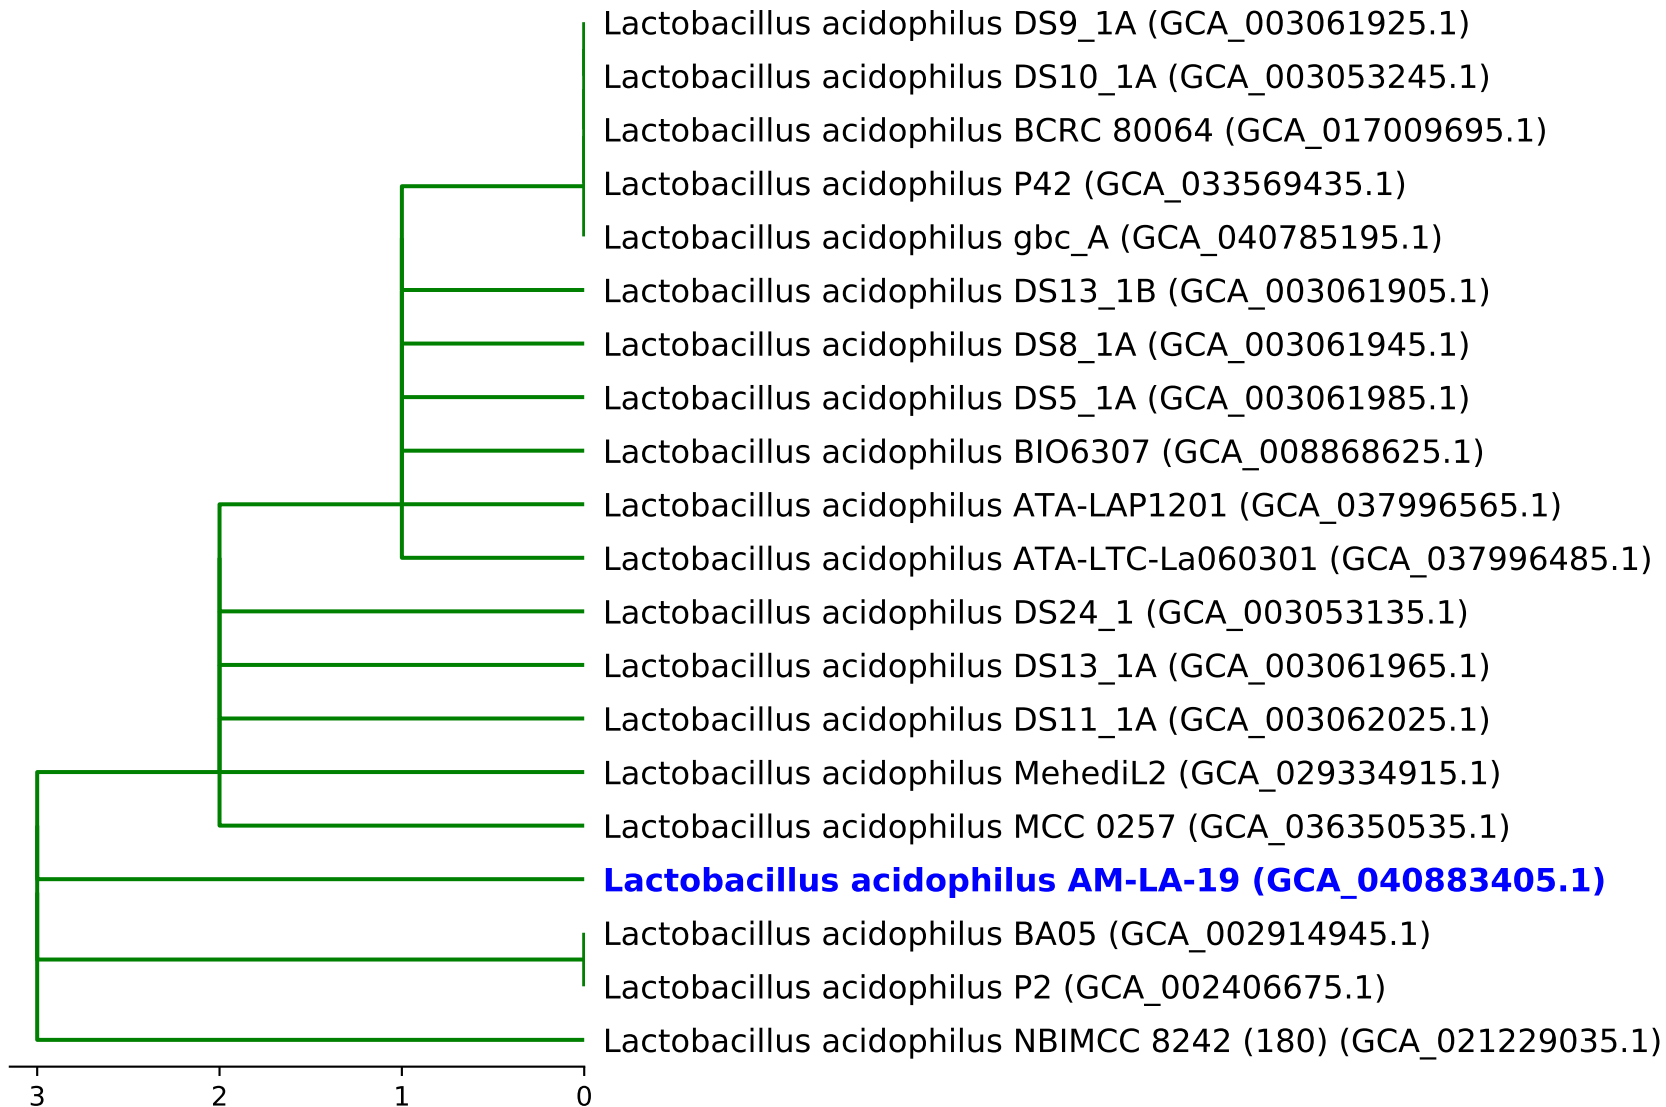 Lactobacillus acidophilus DS9_1A (GCA_003061925.1)
Lactobacillus acidophilus DS10_1A (GCA_003053245.1)
Lactobacillus acidophilus BCRC 80064 (GCA_017009695.1)
Lactobacillus acidophilus P42 (GCA_033569435.1)
Lactobacillus acidophilus gbc_A (GCA_040785195.1)
Lactobacillus acidophilus DS13_1B (GCA_003061905.1)
Lactobacillus acidophilus DS8_1A (GCA_003061945.1)
Lactobacillus acidophilus DS5_1A (GCA_003061985.1)
Lactobacillus acidophilus BIO6307 (GCA_008868625.1)
Lactobacillus acidophilus ATA-LAP1201 (GCA_037996565.1)
Lactobacillus acidophilus ATA-LTC-La060301 (GCA_037996485.1)
Lactobacillus acidophilus DS24_1 (GCA_003053135.1)
Lactobacillus acidophilus DS13_1A (GCA_003061965.1)
Lactobacillus acidophilus DS11_1A (GCA_003062025.1)
Lactobacillus acidophilus MehediL2 (GCA_029334915.1)
Lactobacillus acidophilus MCC 0257 (GCA_036350535.1)
Lactobacillus acidophilus AM-LA-19 (GCA_040883405.1)
Lactobacillus acidophilus BA05 (GCA_002914945.1)
Lactobacillus acidophilus P2 (GCA_002406675.1)
Lactobacillus acidophilus NBIMCC 8242 (180) (GCA_021229035.1)
3 2 1 0